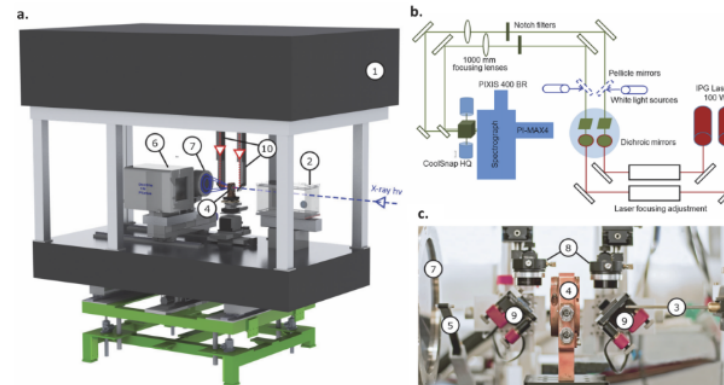 a.
1
6
7
10
2
4
X-ray hν
b.
Notch filters
1000 mm
focusing lenses
Pellicle mirrors
White light sources
PIXIS 400 BR
IPG Lase
100 W
Spectrograph
PI-MAX4
CoolSnap HQ
Dichroic mirrors
Laser focusing adjustment
c.
8
7
4
3
5
9
9